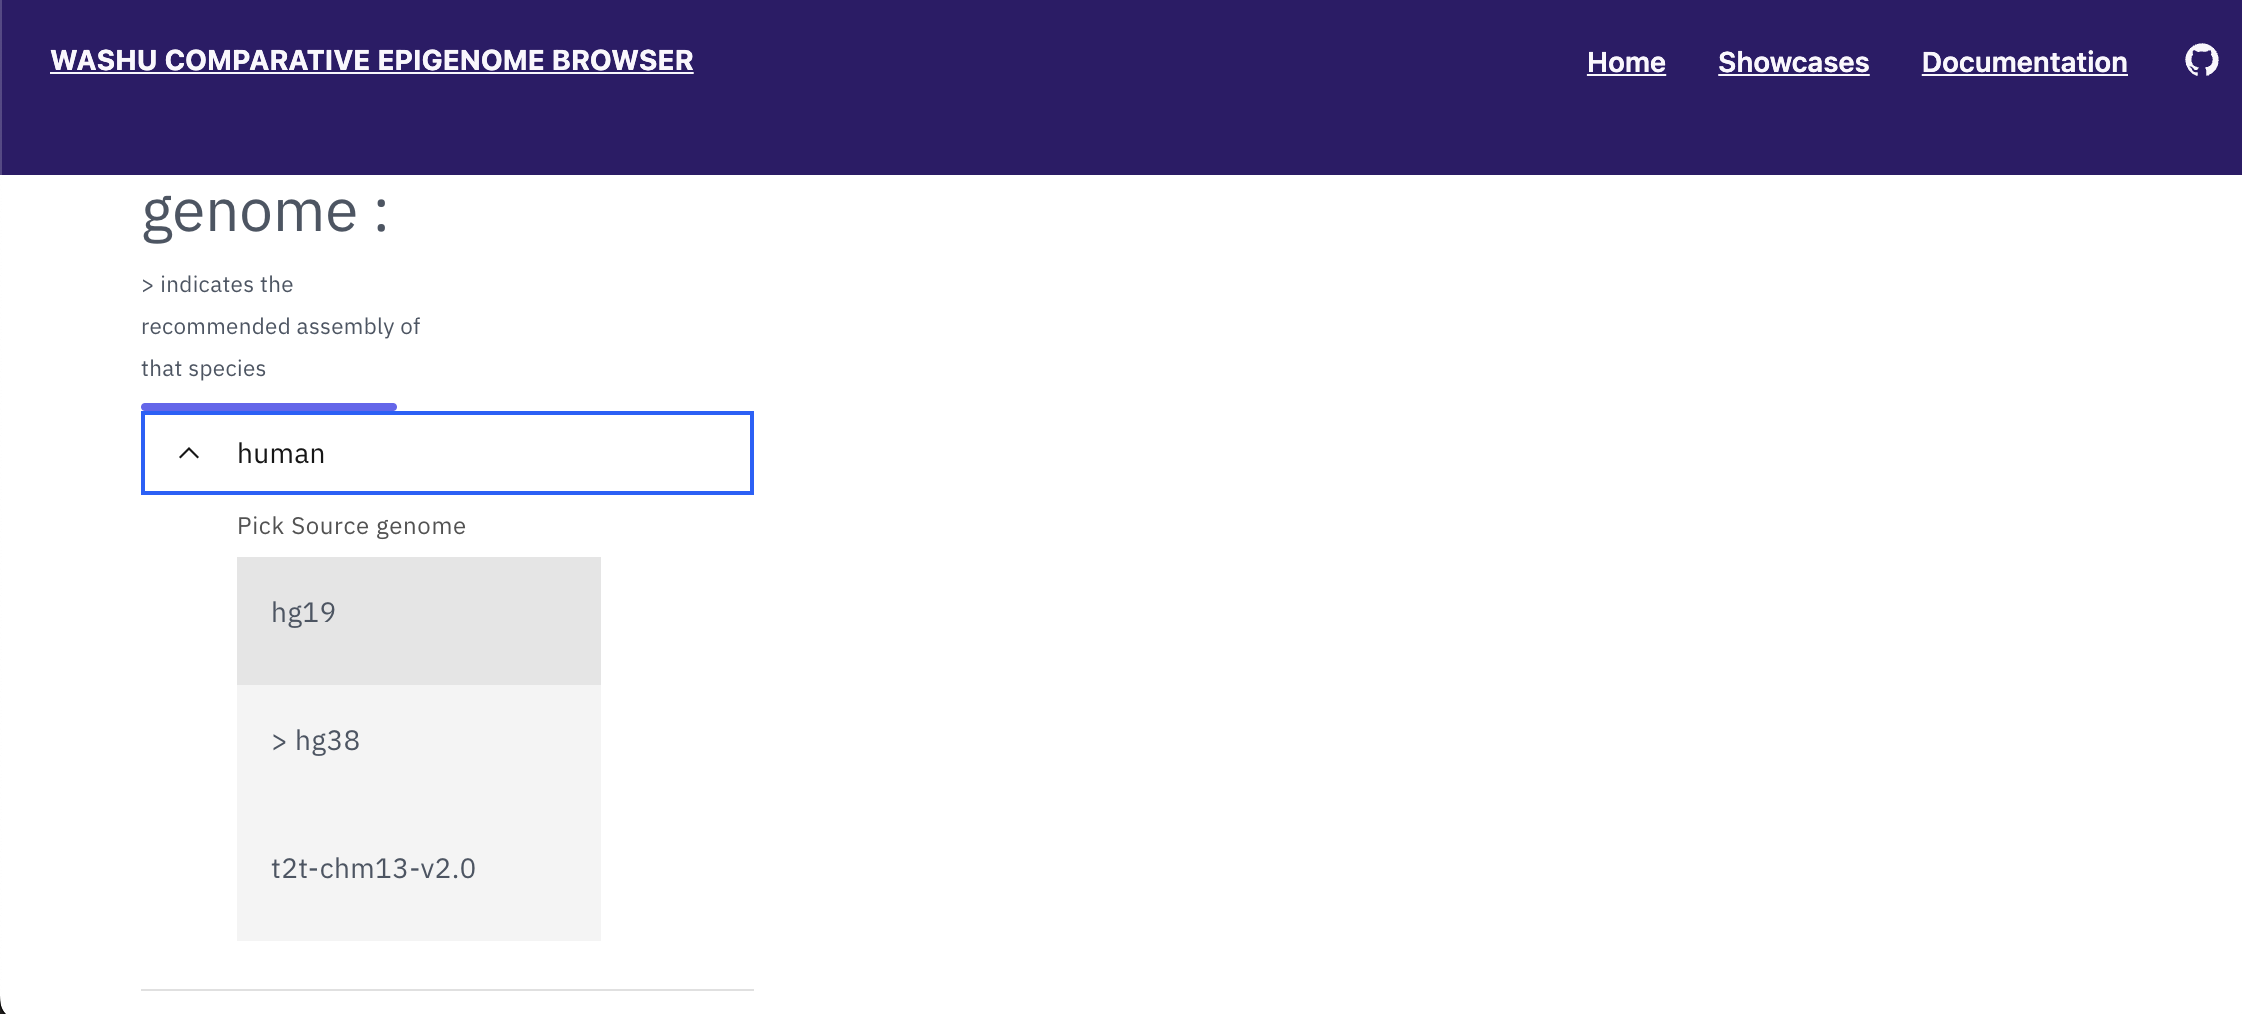 WASHU COMPARATIVE EPIGENOME BROWSER
Home
Showcases
Documentation
genome :
> indicates the
recommended assembly of
that species
human
Pick Source genome
hg19
> hg38
t2t-chm13-v2.0